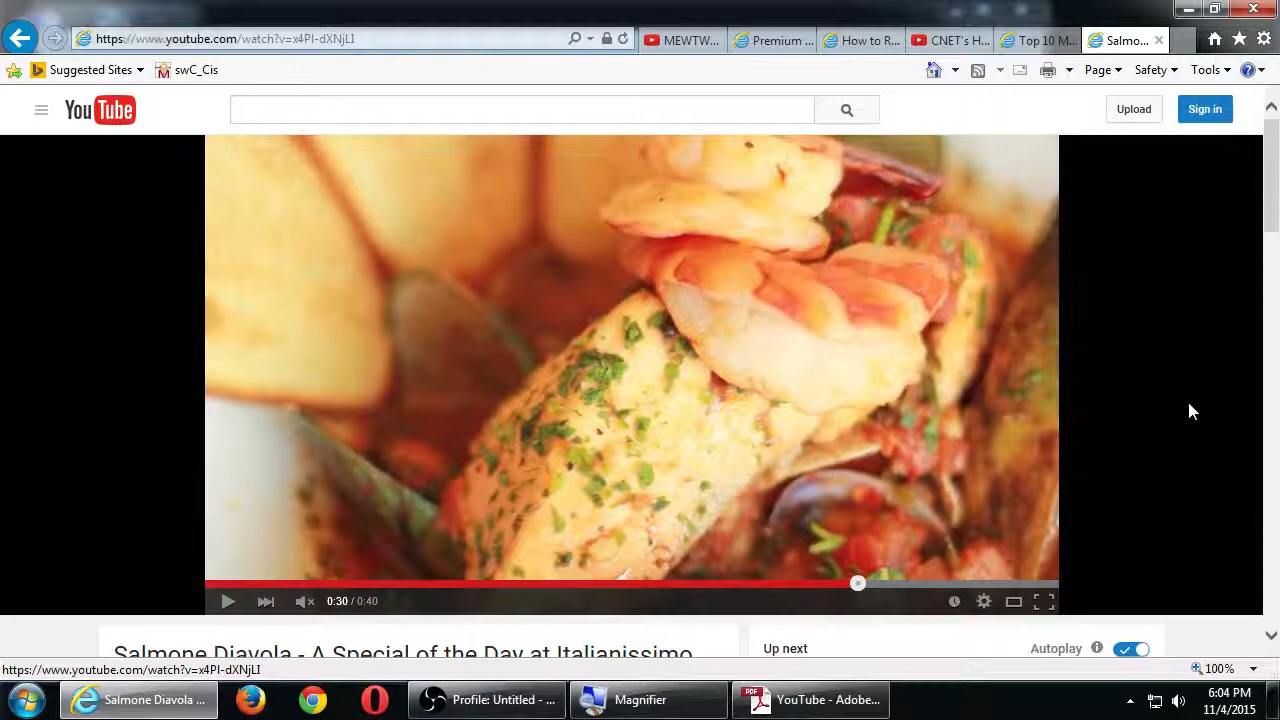 https://www.youtube.com/watch?v=x4PI-dXNjLI
MEWTW...
Premium ...
How to R...
CNET's H...
Top 10 M...
Salmo...
Suggested Sites
swC_Cis
Page
Safety
Tools
YouTube
Upload
Sign in
0:30 / 0:40
Salmone Diavola - A Special of the Day at Italianissimo
Up next
Autoplay
https://www.youtube.com/watch?v=x4PI-dXNjLI
100%
Salmone Diavola ...
Profile: Untitled - ...
Magnifier
PDF
YouTube - Adobe...
6:04 PM
11/4/2015